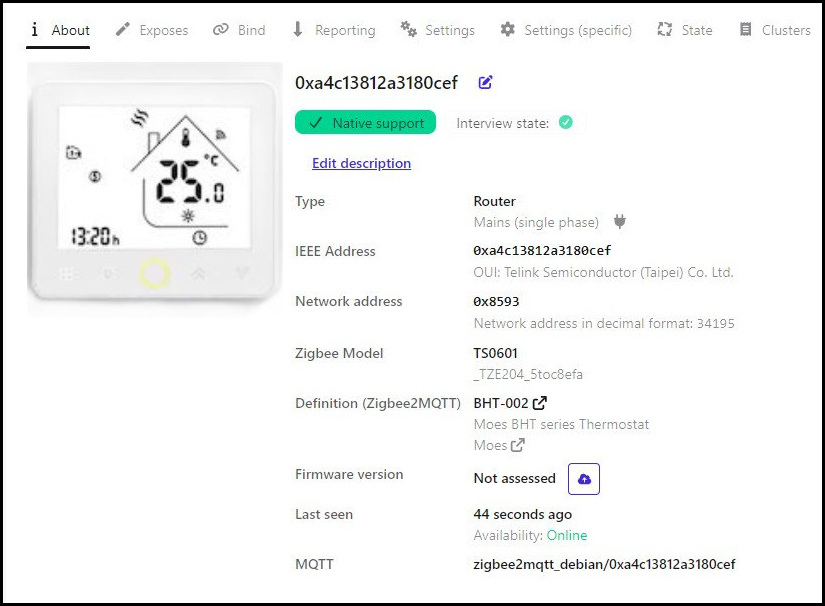 About Exposes Bind Reporting Settings Settings (specific) State Clusters
0xa4c13812a3180cef
Native support Interview state:
Edit description
25.0 °C
13:20h
Type Router
Mains (single phase)
IEEE Address 0xa4c13812a3180cef
OUI: Telink Semiconductor (Taipei) Co. Ltd.
Network address 0x8593
Network address in decimal format: 34195
Zigbee Model TS0601
_TZE204_5toc8efa
Definition (Zigbee2MQTT) BHT-002
Moes BHT series Thermostat
Moes
Firmware version Not assessed
Last seen 44 seconds ago
Availability: Online
MQTT zigbee2mqtt_debian/0xa4c13812a3180cef